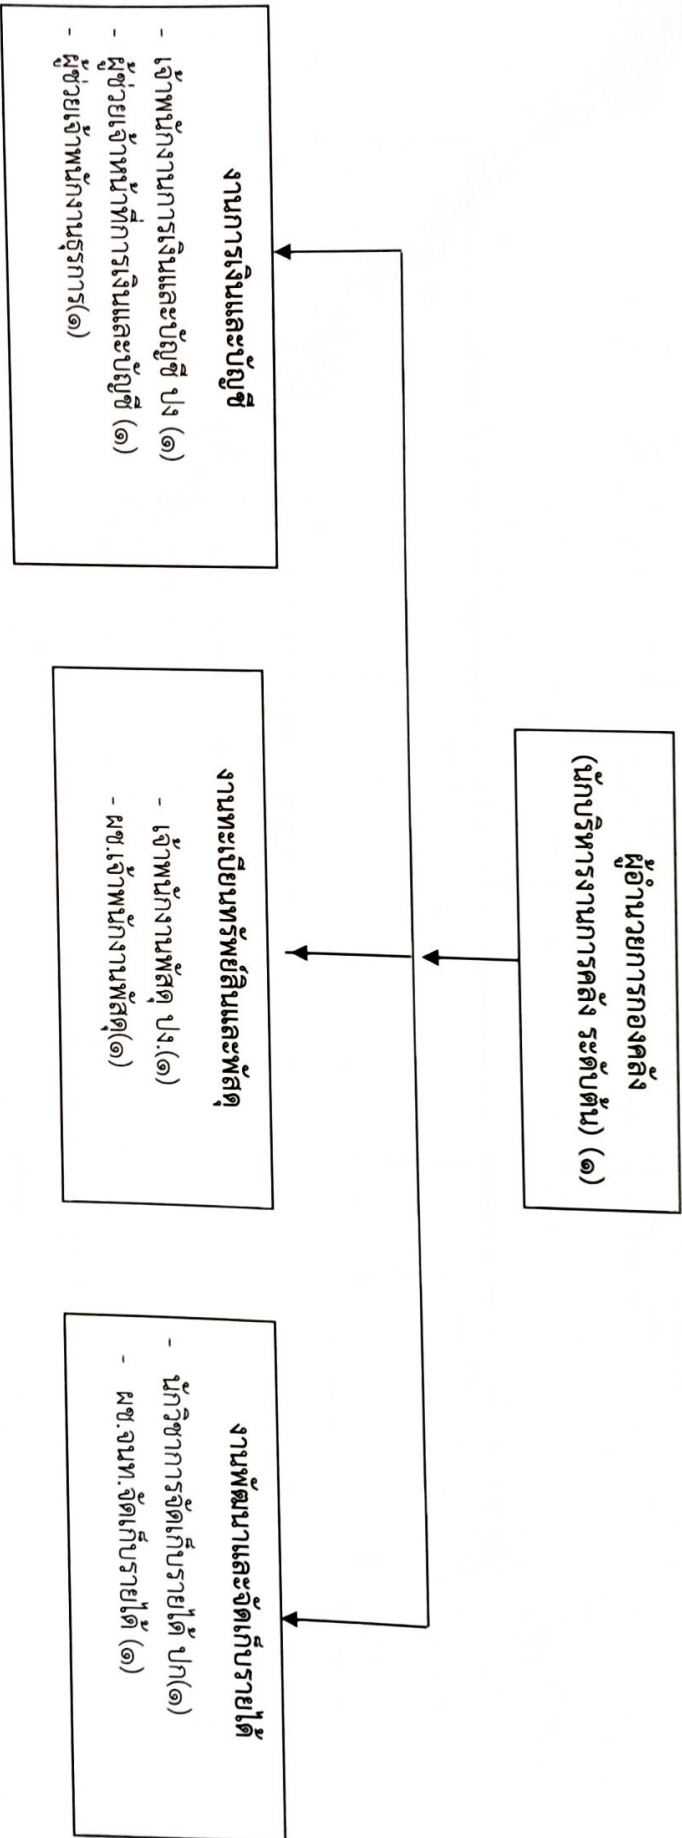 ผู้อำนวยการกองคลัง
(นักบริหารงานการคลัง ระดับต้น) (๑)
งานการเงินและบัญชี
- เจ้าพนักงานการเงินและบัญชี ปง (๑)
- ผู้ช่วยเจ้าหน้าที่การเงินและบัญชี (๑)
- ผู้ช่วยเจ้าพนักงานธุรการ(๑)
งานทะเบียนทรัพย์สินและพัสดุ
- เจ้าพนักงานพัสดุ ปง.(๑)
- ผช.เจ้าพนักงานพัสดุ(๑)
งานพัฒนาและจัดเก็บรายได้
- นักวิชาการจัดเก็บรายได้ ปก(๑)
- ผช.จนท.จัดเก็บรายได้ (๑)